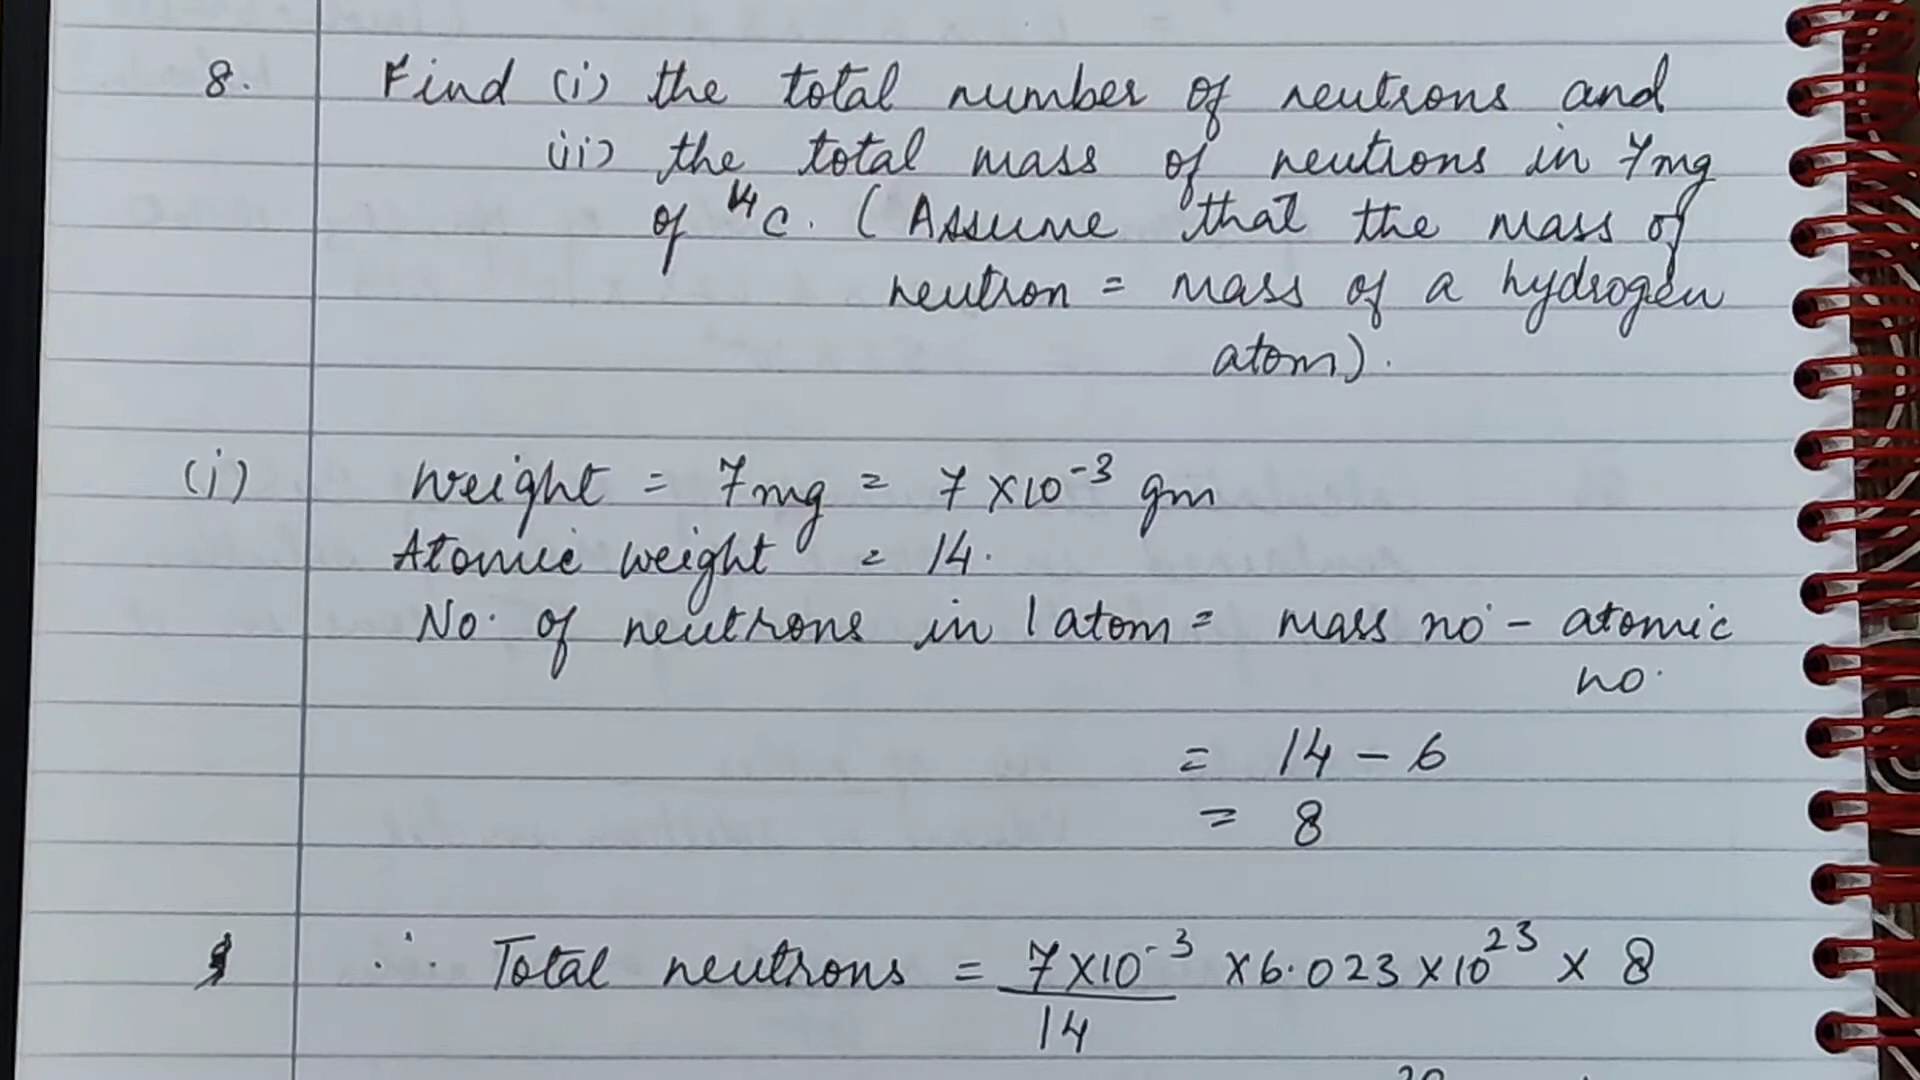 8. Find (i) the total number of neutrons and
(ii) the total mass of neutrons in 7mg
of ¹⁴C. (Assume that the mass of
neutron = mass of a hydrogen
atom).
(i) weight = 7mg = 7 × 10⁻³ gm
Atomic weight = 14.
No. of neutrons in 1 atom = mass no - atomic
no.
= 14 - 6
= 8
∴ Total neutrons = 7×10⁻³ × 6.023 × 10²³ × 8
14